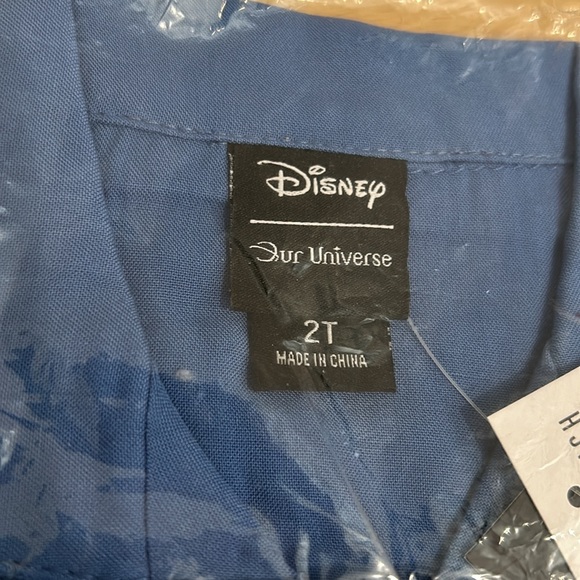 Disney
Our Universe
2T
MADE IN CHINA
H